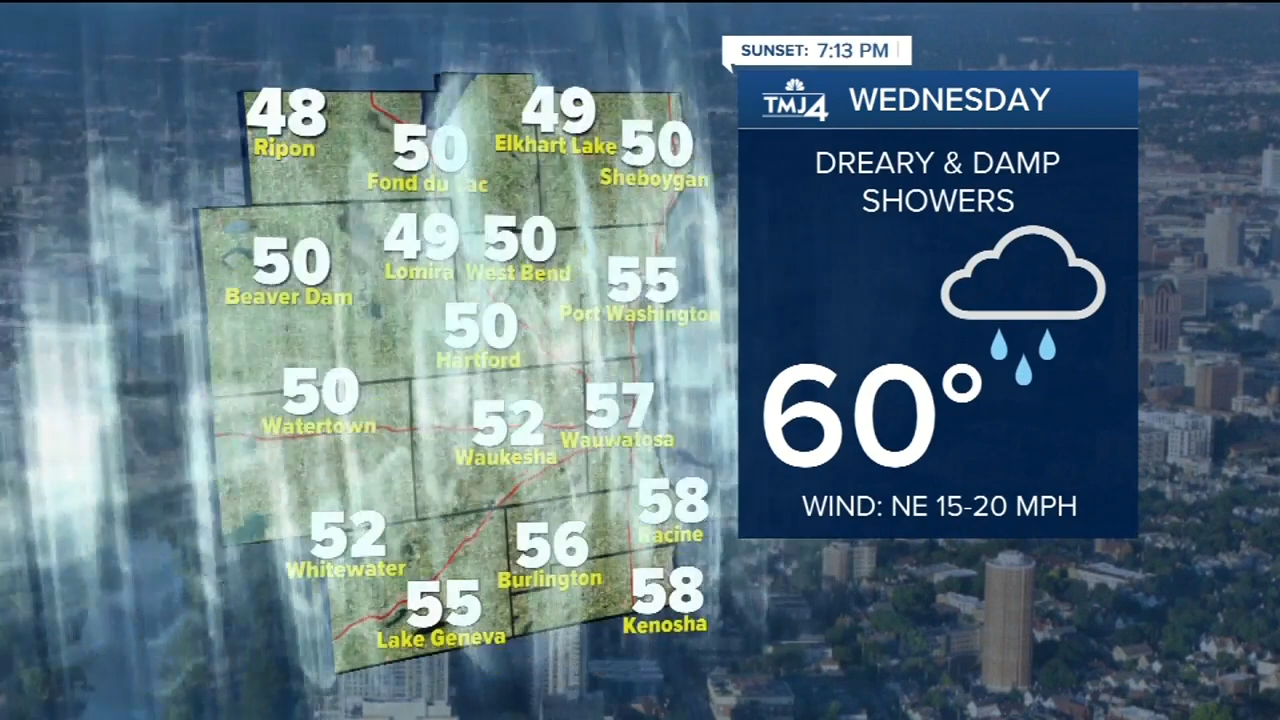 48
Ripon
50
Fond du Lac
49
Elkhart Lake
50
Sheboygan
50
Beaver Dam
49
Lomira
50
West Bend
55
Port Washington
50
Hartford
50
Watertown
52
Waukesha
57
Wauwatosa
52
Whitewater
56
Burlington
58
Racine
55
Lake Geneva
58
Kenosha
SUNSET: 7:13 PM
TMJ4 WEDNESDAY
DREARY & DAMP
SHOWERS
60°
WIND: NE 15-20 MPH